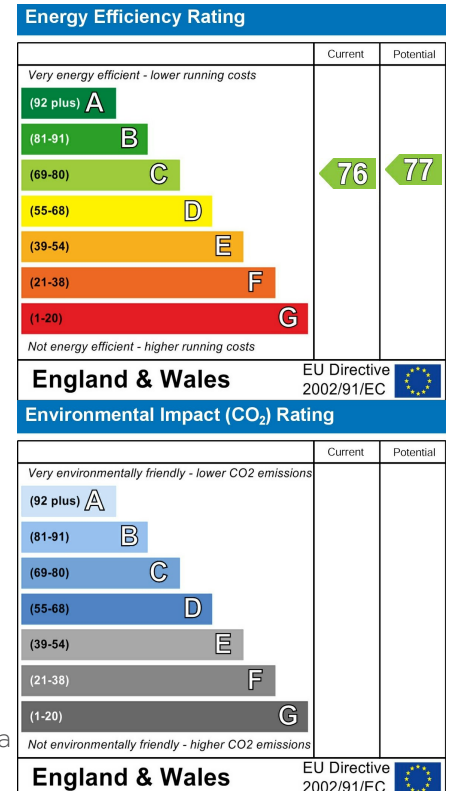 Energy Efficiency Rating
Current Potential
Very energy efficient - lower running costs
(92 plus) A
(81-91) B
(69-80) C 76 77
(55-68) D
(39-54) E
(21-38) F
(1-20) G
Not energy efficient - higher running costs
England & Wales EU Directive 2002/91/EC
Environmental Impact (CO₂) Rating
Current Potential
Very environmentally friendly - lower CO2 emissions
(92 plus) A
(81-91) B
(69-80) C
(55-68) D
(39-54) E
(21-38) F
(1-20) G
a
Not environmentally friendly - higher CO2 emissions
England & Wales EU Directive 2002/91/EC